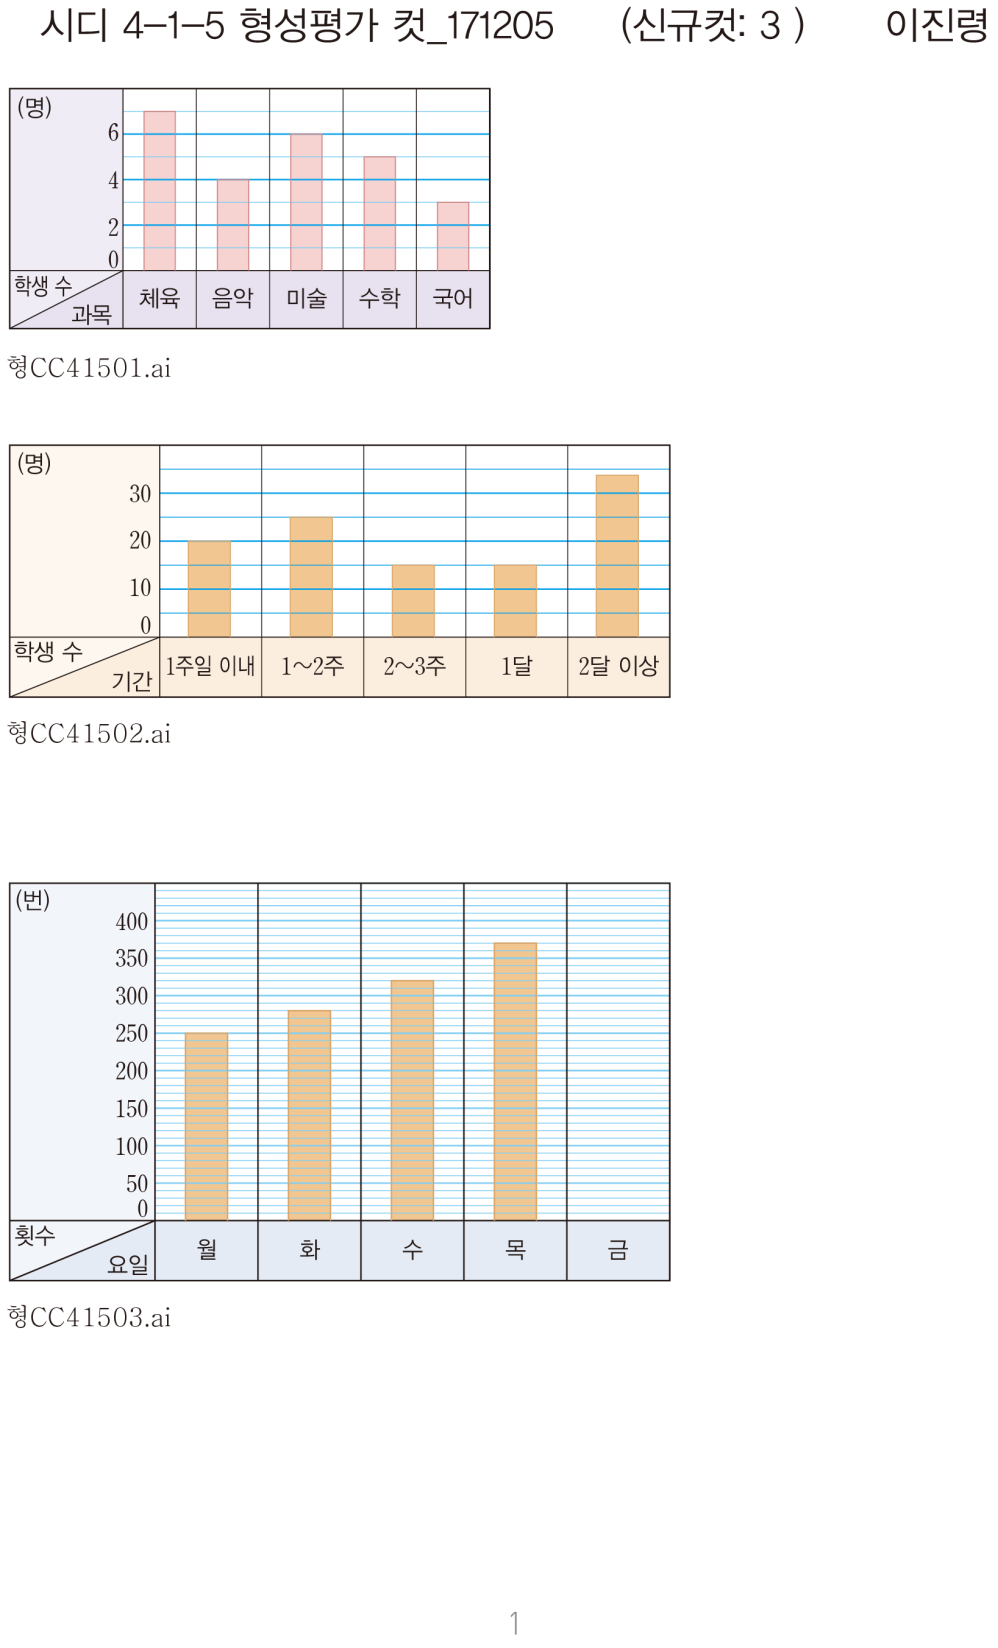 시디 4-1-5 형성평가 컷_171205 (신규컷: 3 ) 이진령
(명)
6
4
2
0
학생 수
과목
체육 음악 미술 수학 국어
형CC41501.ai
(명)
30
20
10
0
학생 수
기간
1주일 이내 1~2주 2~3주 1달 2달 이상
형CC41502.ai
(번)
400
350
300
250
200
150
100
50
0
횟수
요일
월 화 수 목 금
형CC41503.ai
1